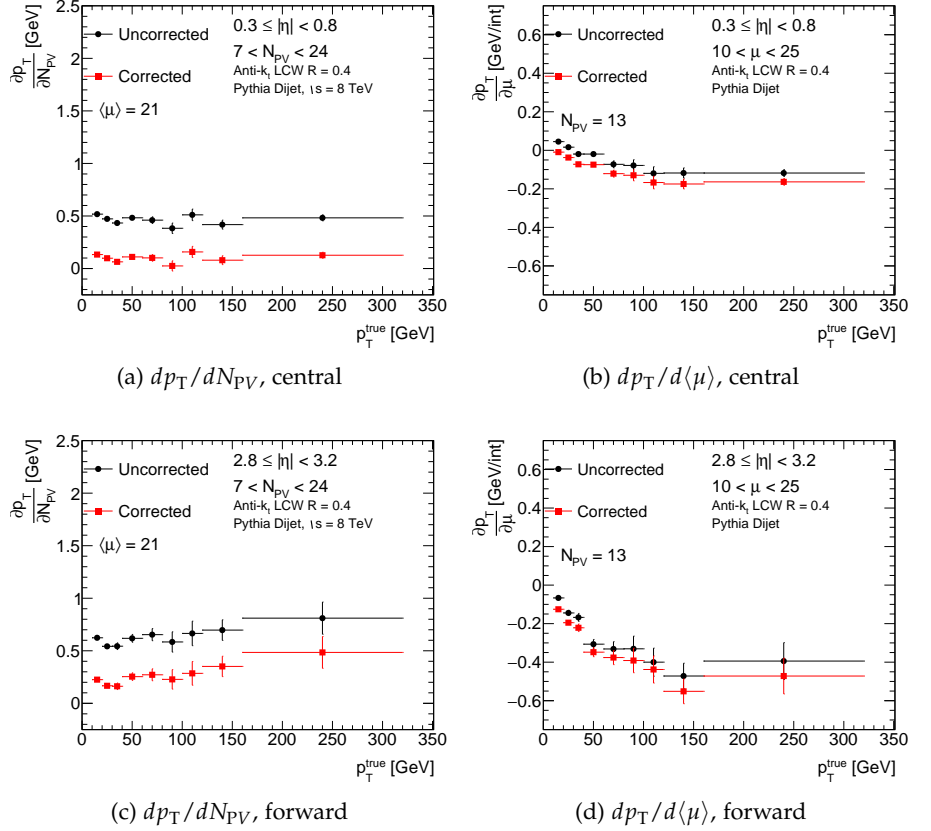 ∂p_T/∂N_PV [GeV]
2.5
2
1.5
1
0.5
0
Uncorrected
Corrected
⟨μ⟩ = 21
0.3 ≤ |η| < 0.8
7 < N_PV < 24
Anti-k_t LCW R = 0.4
Pythia Dijet, √s = 8 TeV
0 50 100 150 200 250 300 350
p_T^true [GeV]
(a) dp_T/dN_PV, central
∂p_T/∂μ [GeV/int]
0.6
0.4
0.2
0
−0.2
−0.4
−0.6
Uncorrected
Corrected
N_PV = 13
0.3 ≤ |η| < 0.8
10 < μ < 25
Anti-k_t LCW R = 0.4
Pythia Dijet
0 50 100 150 200 250 300 350
p_T^true [GeV]
(b) dp_T/d⟨μ⟩, central
∂p_T/∂N_PV [GeV]
2.5
2
1.5
1
0.5
0
Uncorrected
Corrected
⟨μ⟩ = 21
2.8 ≤ |η| < 3.2
7 < N_PV < 24
Anti-k_t LCW R = 0.4
Pythia Dijet, √s = 8 TeV
0 50 100 150 200 250 300 350
p_T^true [GeV]
(c) dp_T/dN_PV, forward
∂p_T/∂μ [GeV/int]
0.6
0.4
0.2
0
−0.2
−0.4
−0.6
Uncorrected
Corrected
N_PV = 13
2.8 ≤ |η| < 3.2
10 < μ < 25
Anti-k_t LCW R = 0.4
Pythia Dijet
0 50 100 150 200 250 300 350
p_T^true [GeV]
(d) dp_T/d⟨μ⟩, forward